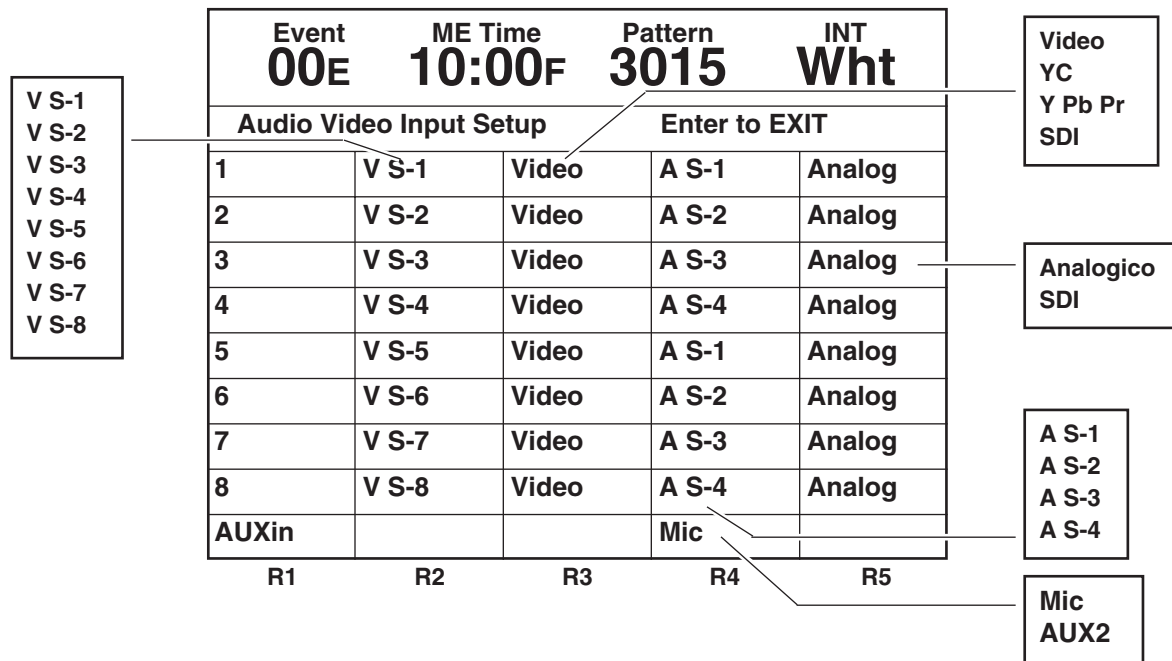 Event ME Time Pattern INT
00E 10:00F 3015 Wht
Audio Video Input Setup Enter to EXIT
1 V S-1 Video A S-1 Analog
2 V S-2 Video A S-2 Analog
3 V S-3 Video A S-3 Analog
4 V S-4 Video A S-4 Analog
5 V S-5 Video A S-1 Analog
6 V S-6 Video A S-2 Analog
7 V S-7 Video A S-3 Analog
8 V S-8 Video A S-4 Analog
AUXin Mic
R1 R2 R3 R4 R5
V S-1
V S-2
V S-3
V S-4
V S-5
V S-6
V S-7
V S-8
Video
YC
Y Pb Pr
SDI
Analogico
SDI
A S-1
A S-2
A S-3
A S-4
Mic
AUX2